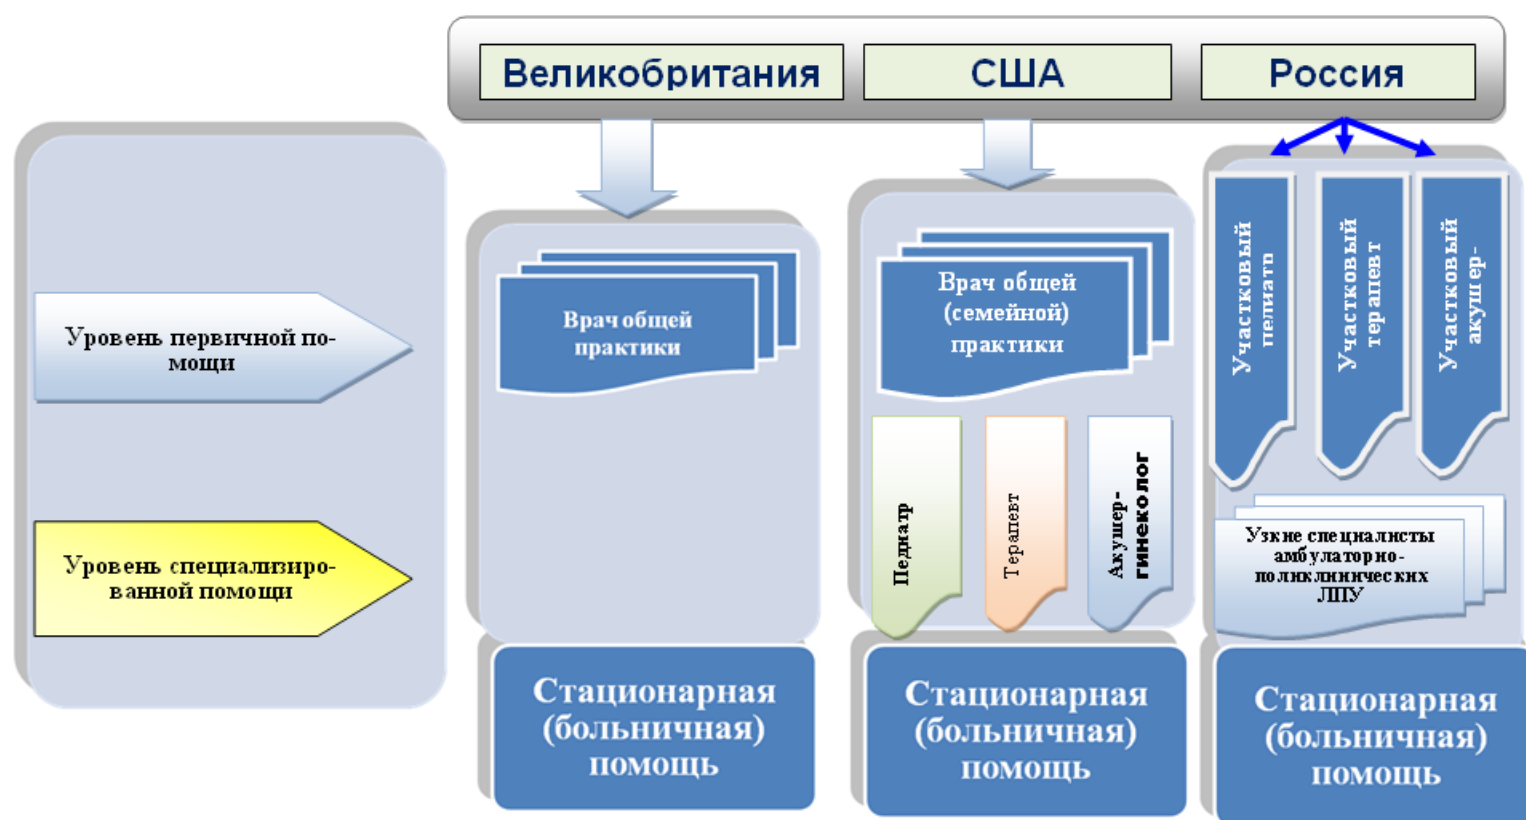 Великобритания
США
Россия
Уровень первичной по-
мощи
Уровень специализиро-
ванной помощи
Врач общей
практики
Стационарная
(больничная)
помощь
Врач общей
(семейной)
практики
Педиатр
Терапевт
Акушер-
гинеколог
Стационарная
(больничная)
помощь
Участковый
педиатр
Участковый
терапевт
Участковый
акушер-
Узкие специалисты
амбулаторно-
поликлинических
ЛПУ
Стационарная
(больничная)
помощь